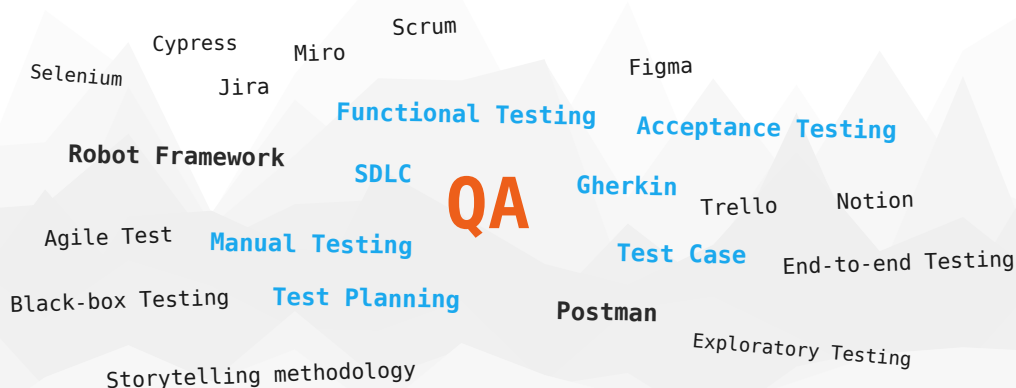 Scrum
Cypress
Miro
Figma
Selenium
Jira
Functional Testing
Acceptance Testing
Robot Framework
SDLC
Gherkin
QA
Trello
Notion
Agile Test
Manual Testing
Test Case
End-to-end Testing
Black-box Testing
Test Planning
Postman
Exploratory Testing
Storytelling methodology